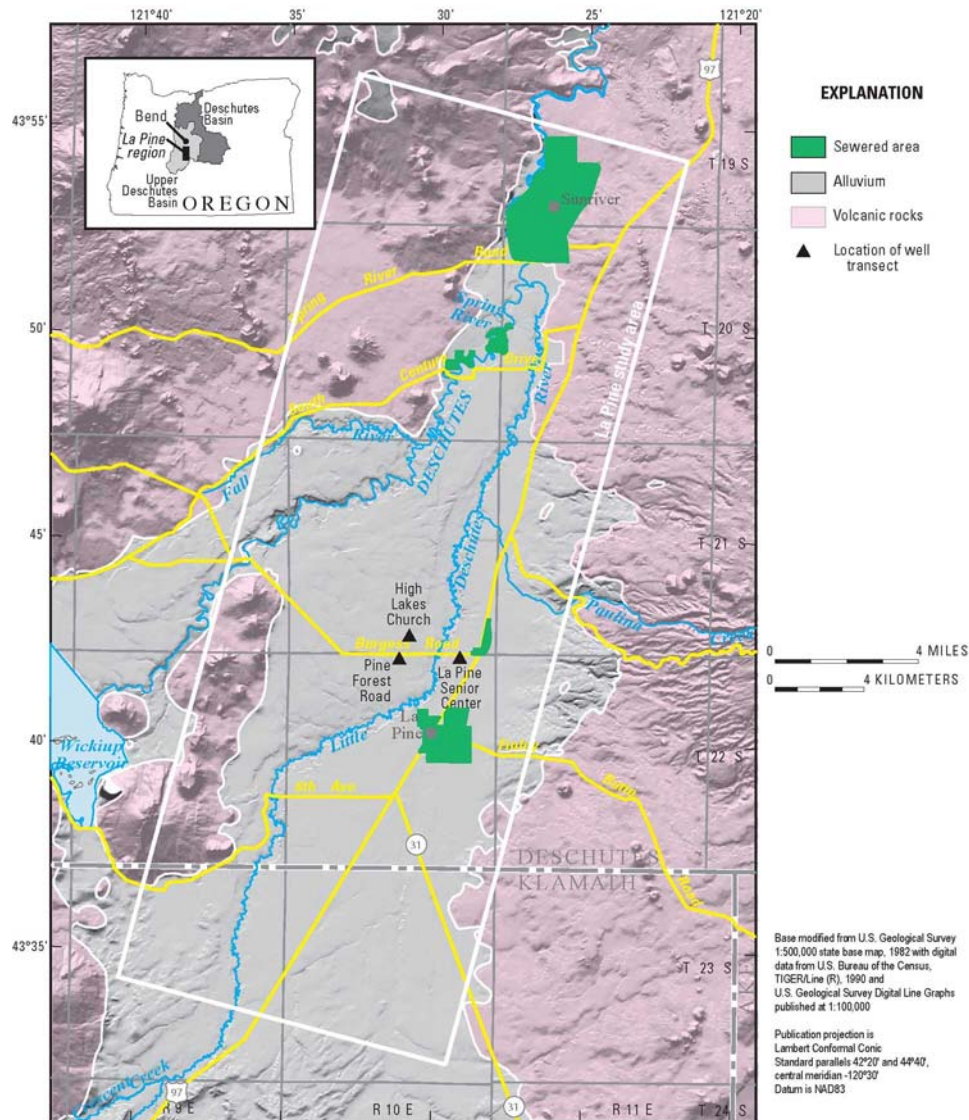 121°40'
35'
30'
25'
121°20'
43°55'
50'
45'
40'
43°35'
Bend
La Pine
region
Deschutes
Basin
Upper
Deschutes
Basin
OREGON
97
T 19 S
Sunriver
Spring River Road
Spring
River
T 20 S
South Century Drive
La Pine study area
River
DESCHUTES
River
Fall
T 21 S
Deschutes
Paulina
Creek
High
Lakes
Church
Burgess Road
Pine
Forest
Road
La Pine
Senior
Center
La
Pine
Little
Wickiup
Reservoir
T 22 S
Road
6th Ave
31
DESCHUTES
KLAMATH
T 23 S
Creek
97
R 9 E
R 10 E
31
R 11 E
T 24 S
EXPLANATION
Sewered area
Alluvium
Volcanic rocks
Location of well
transect
0 4 MILES
0 4 KILOMETERS
Base modified from U.S. Geological Survey
1:500,000 state base map, 1982 with digital
data from U.S. Bureau of the Census,
TIGER/Line (R), 1990 and
U.S. Geological Survey Digital Line Graphs
published at 1:100,000
Publication projection is
Lambert Conformal Conic
Standard parallels 42°20' and 44°40',
central meridian -120°30'
Datum is NAD83